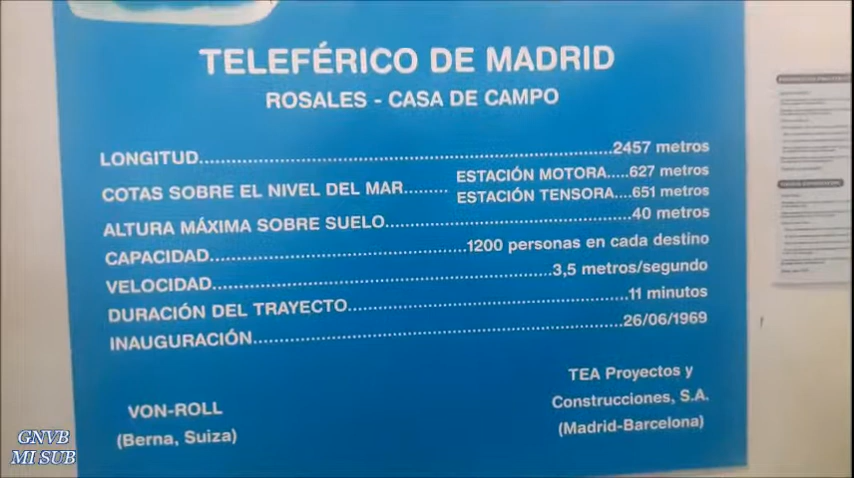 TELEFÉRICO DE MADRID
ROSALES - CASA DE CAMPO
LONGITUD..........2457 metros
COTAS SOBRE EL NIVEL DEL MAR..........ESTACIÓN MOTORA.....627 metros
ESTACIÓN TENSORA....651 metros
ALTURA MÁXIMA SOBRE SUELO..........40 metros
CAPACIDAD..........1200 personas en cada destino
VELOCIDAD..........3,5 metros/segundo
DURACIÓN DEL TRAYECTO..........11 minutos
INAUGURACIÓN..........26/06/1969
VON-ROLL
(Berna, Suiza)
TEA Proyectos y
Construcciones, S.A.
(Madrid-Barcelona)
GNVB
MI SUB